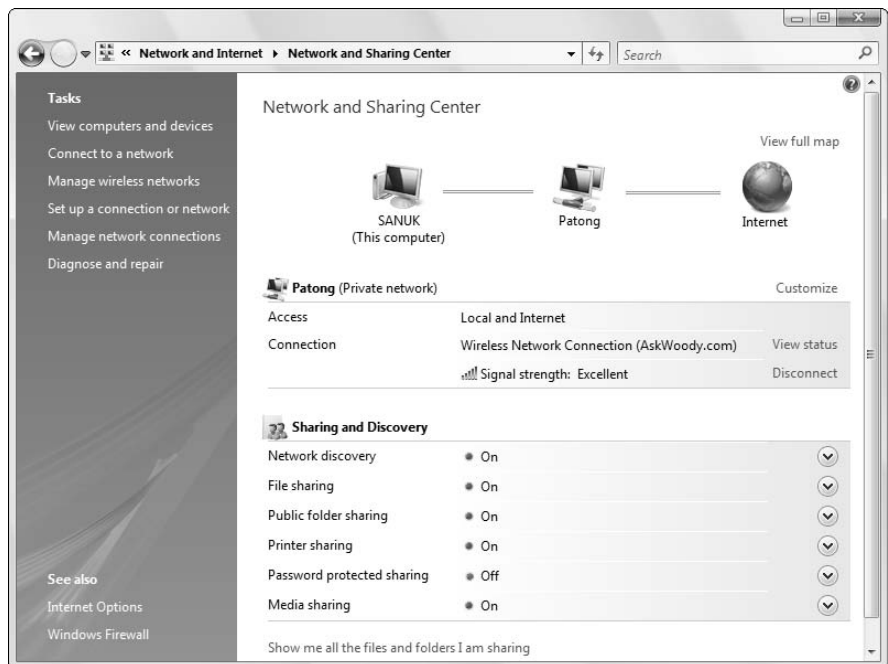 « Network and Internet ▸ Network and Sharing Center
Search
Tasks
View computers and devices
Connect to a network
Manage wireless networks
Set up a connection or network
Manage network connections
Diagnose and repair
See also
Internet Options
Windows Firewall
Network and Sharing Center
View full map
SANUK
(This computer)
Patong
Internet
Patong (Private network) Customize
Access Local and Internet
Connection Wireless Network Connection (AskWoody.com) View status
Signal strength: Excellent Disconnect
Sharing and Discovery
Network discovery On
File sharing On
Public folder sharing On
Printer sharing On
Password protected sharing Off
Media sharing On
Show me all the files and folders I am sharing